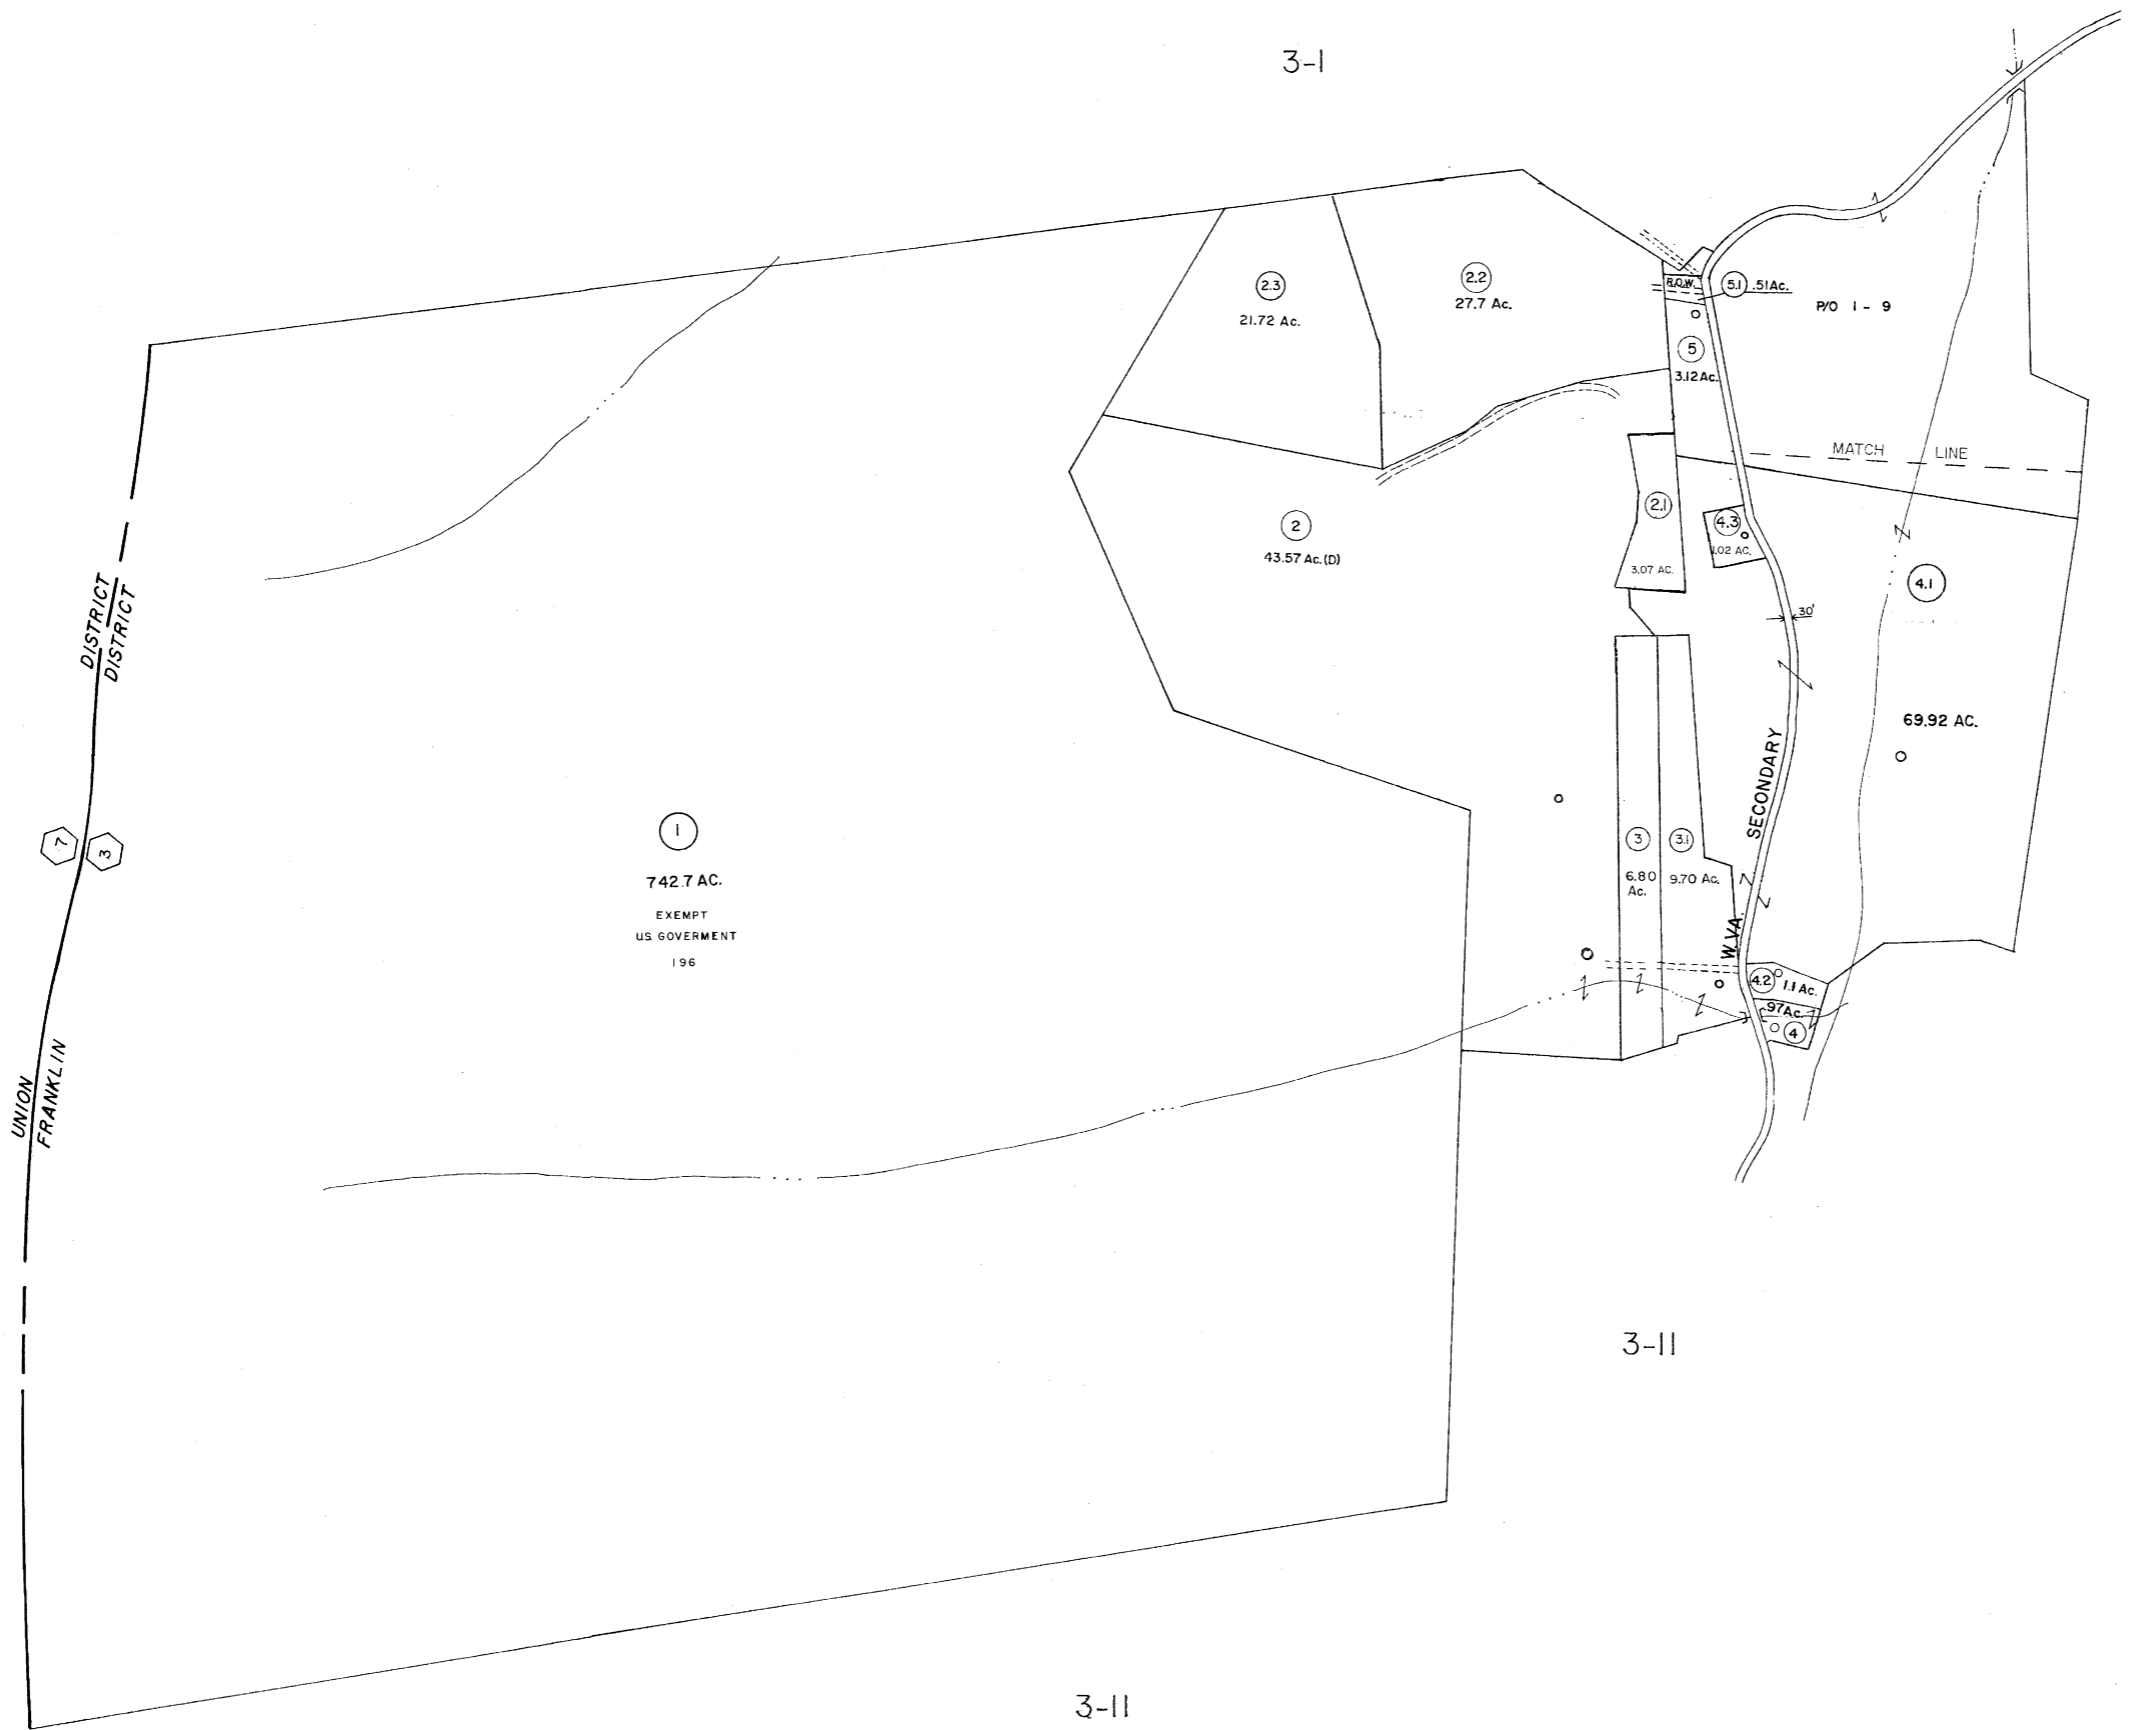 3-1
2.3
21.72 Ac.
2.2
27.7 Ac.
R.O.W.
5.1 .51Ac.
P/O 1 - 9
5
3.12 Ac.
MATCH LINE
2
43.57 Ac. (D)
2.1
3.07 AC.
4.3
1.02 AC.
4.1
69.92 AC.
30'
DISTRICT
DISTRICT
7
3
1
742.7 AC.
EXEMPT
U.S. GOVERMENT
196
3
6.80
Ac.
3.1
9.70 Ac.
W.VA. SECONDARY
4.2 1.1 Ac.
.97 Ac.
4
UNION
FRANKLIN
3-11
3-11